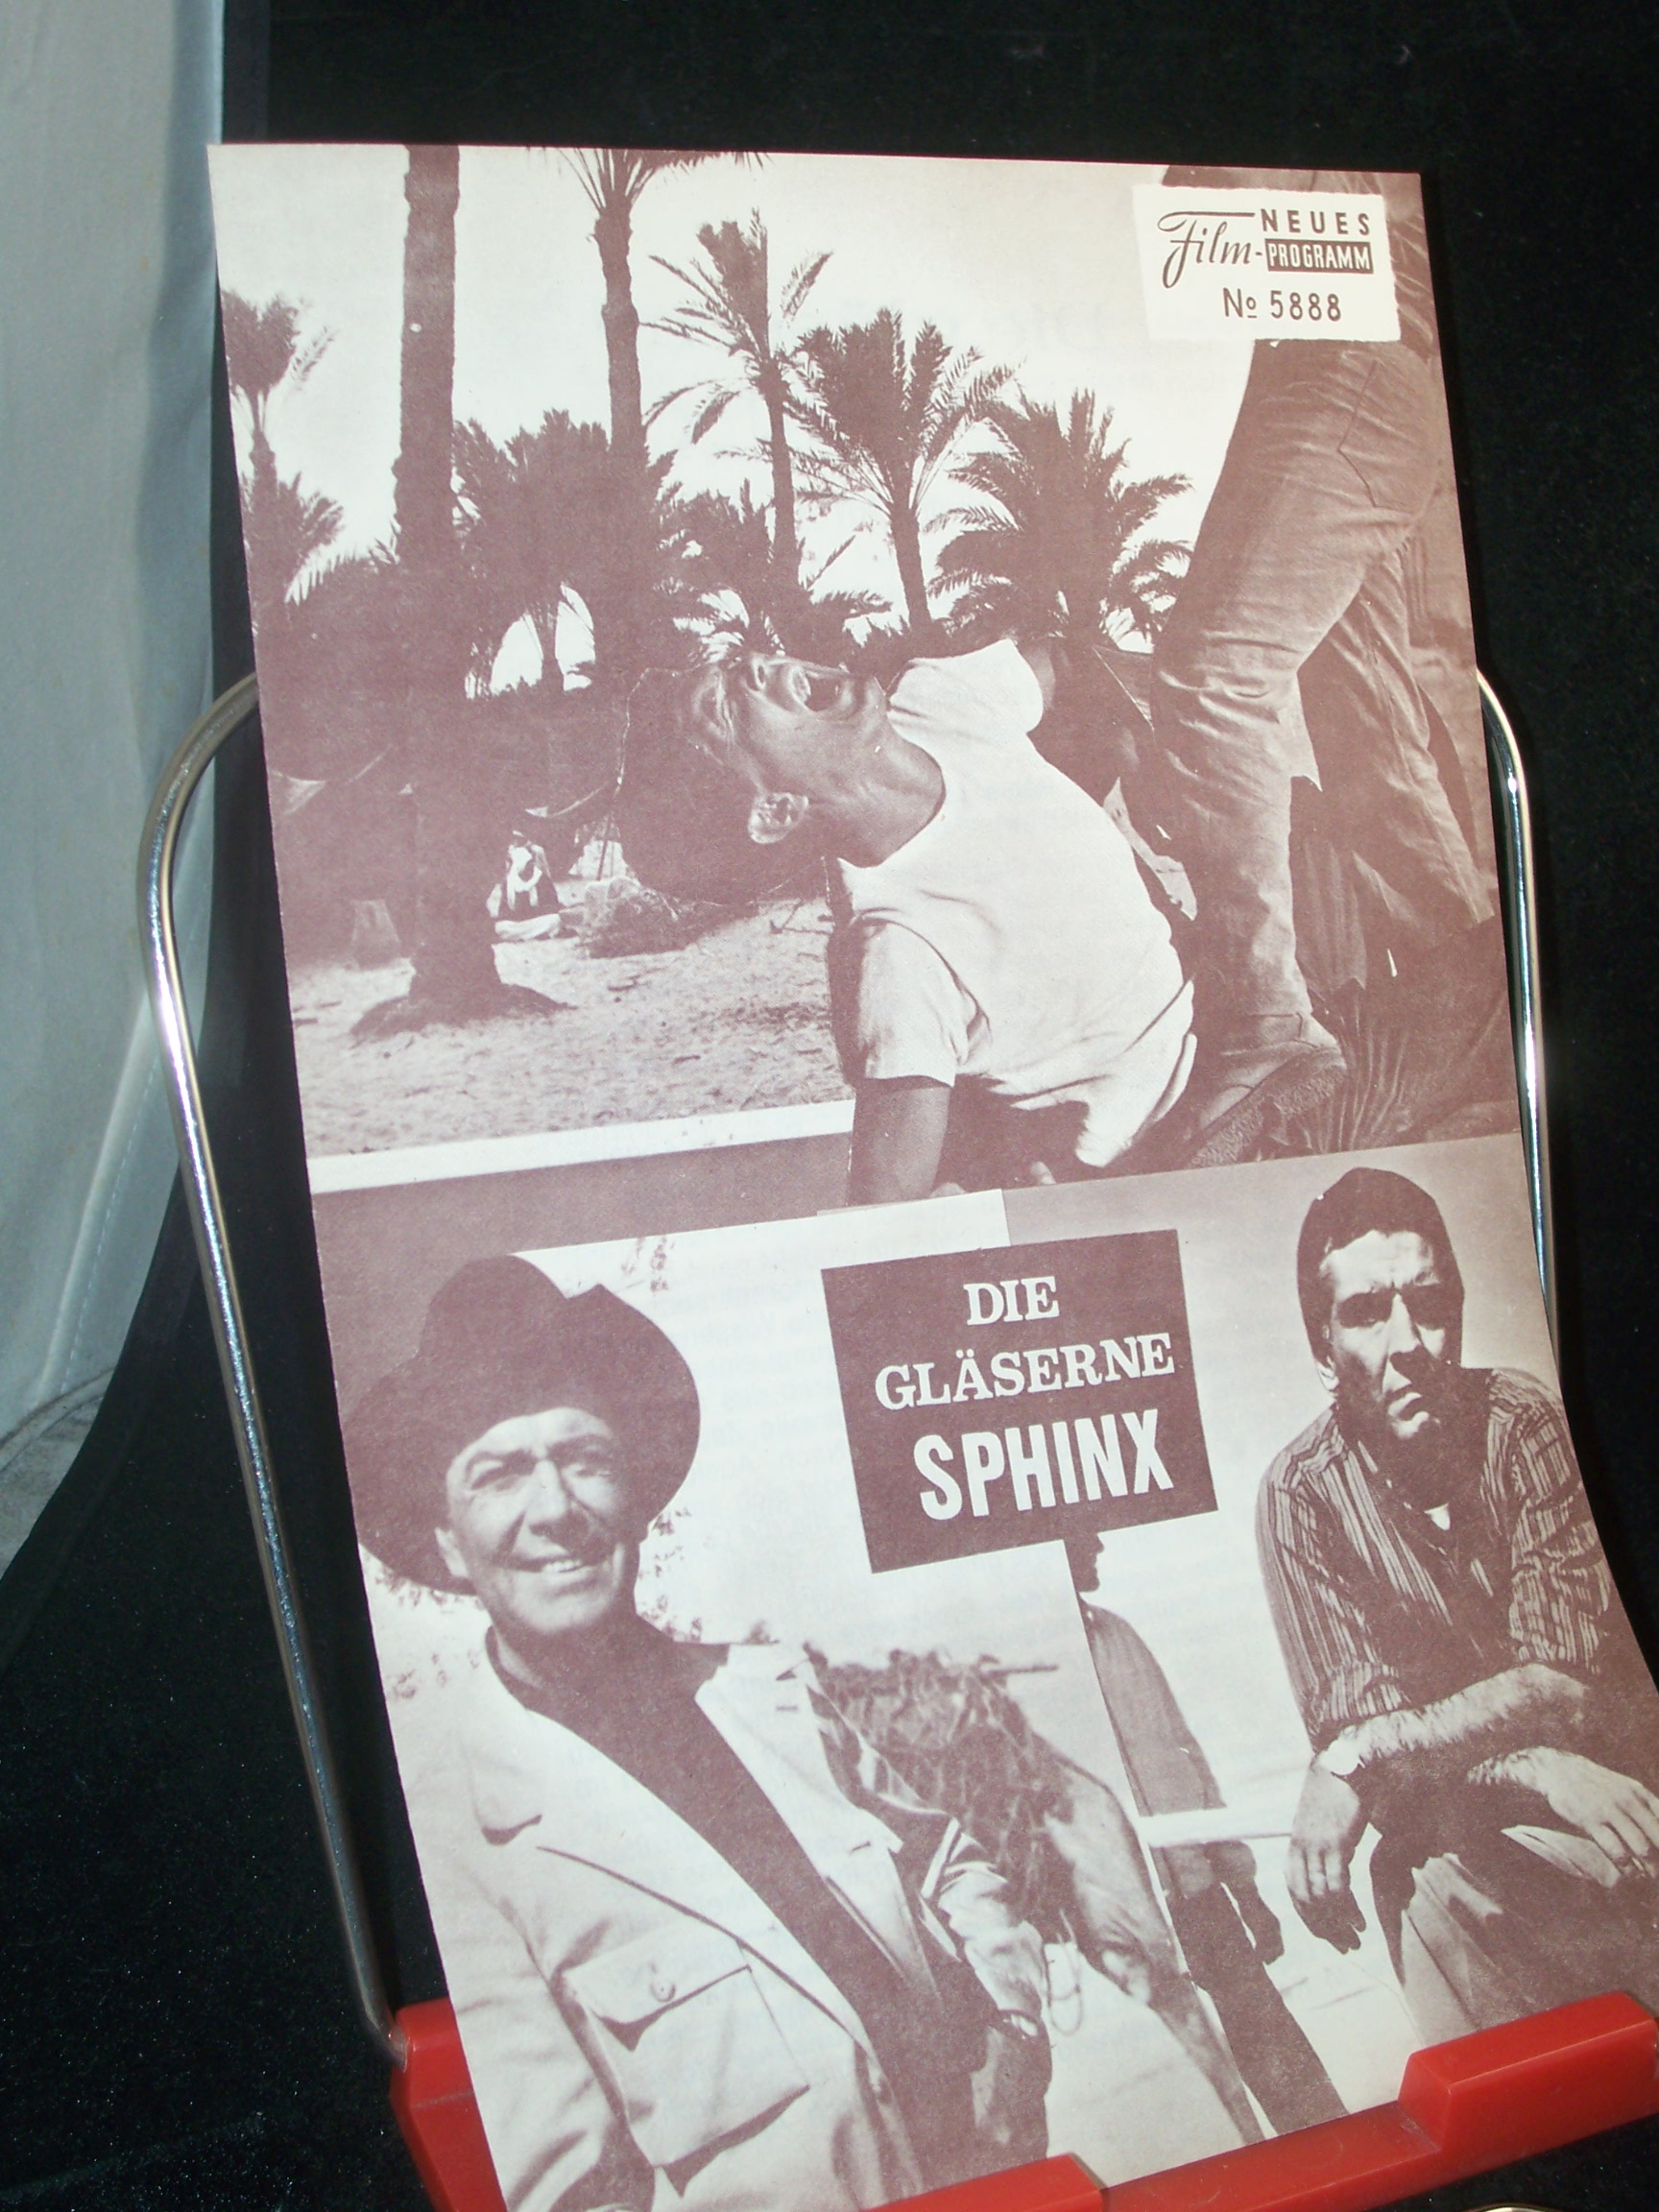 NEUES
Film-PROGRAMM
№ 5888
DIE
GLÄSERNE
SPHINX